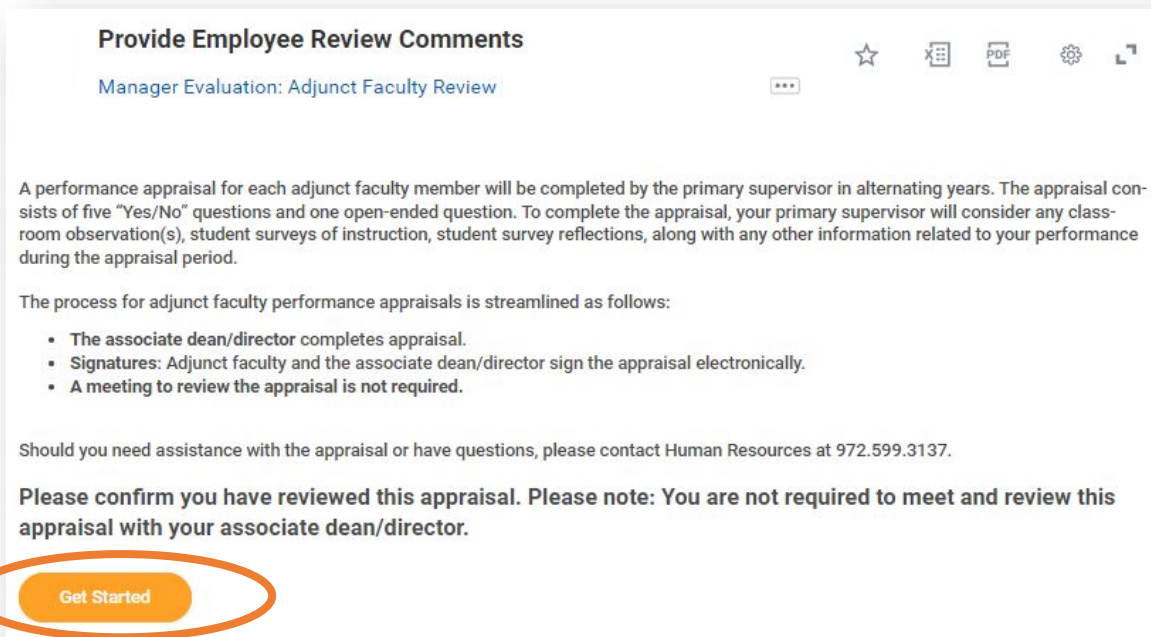 Provide Employee Review Comments
Manager Evaluation: Adjunct Faculty Review
PDF
A performance appraisal for each adjunct faculty member will be completed by the primary supervisor in alternating years. The appraisal con-
sists of five “Yes/No” questions and one open-ended question. To complete the appraisal, your primary supervisor will consider any class-
room observation(s), student surveys of instruction, student survey reflections, along with any other information related to your performance
during the appraisal period.
The process for adjunct faculty performance appraisals is streamlined as follows:
• The associate dean/director completes appraisal.
• Signatures: Adjunct faculty and the associate dean/director sign the appraisal electronically.
• A meeting to review the appraisal is not required.
Should you need assistance with the appraisal or have questions, please contact Human Resources at 972.599.3137.
Please confirm you have reviewed this appraisal. Please note: You are not required to meet and review this
appraisal with your associate dean/director.
Get Started